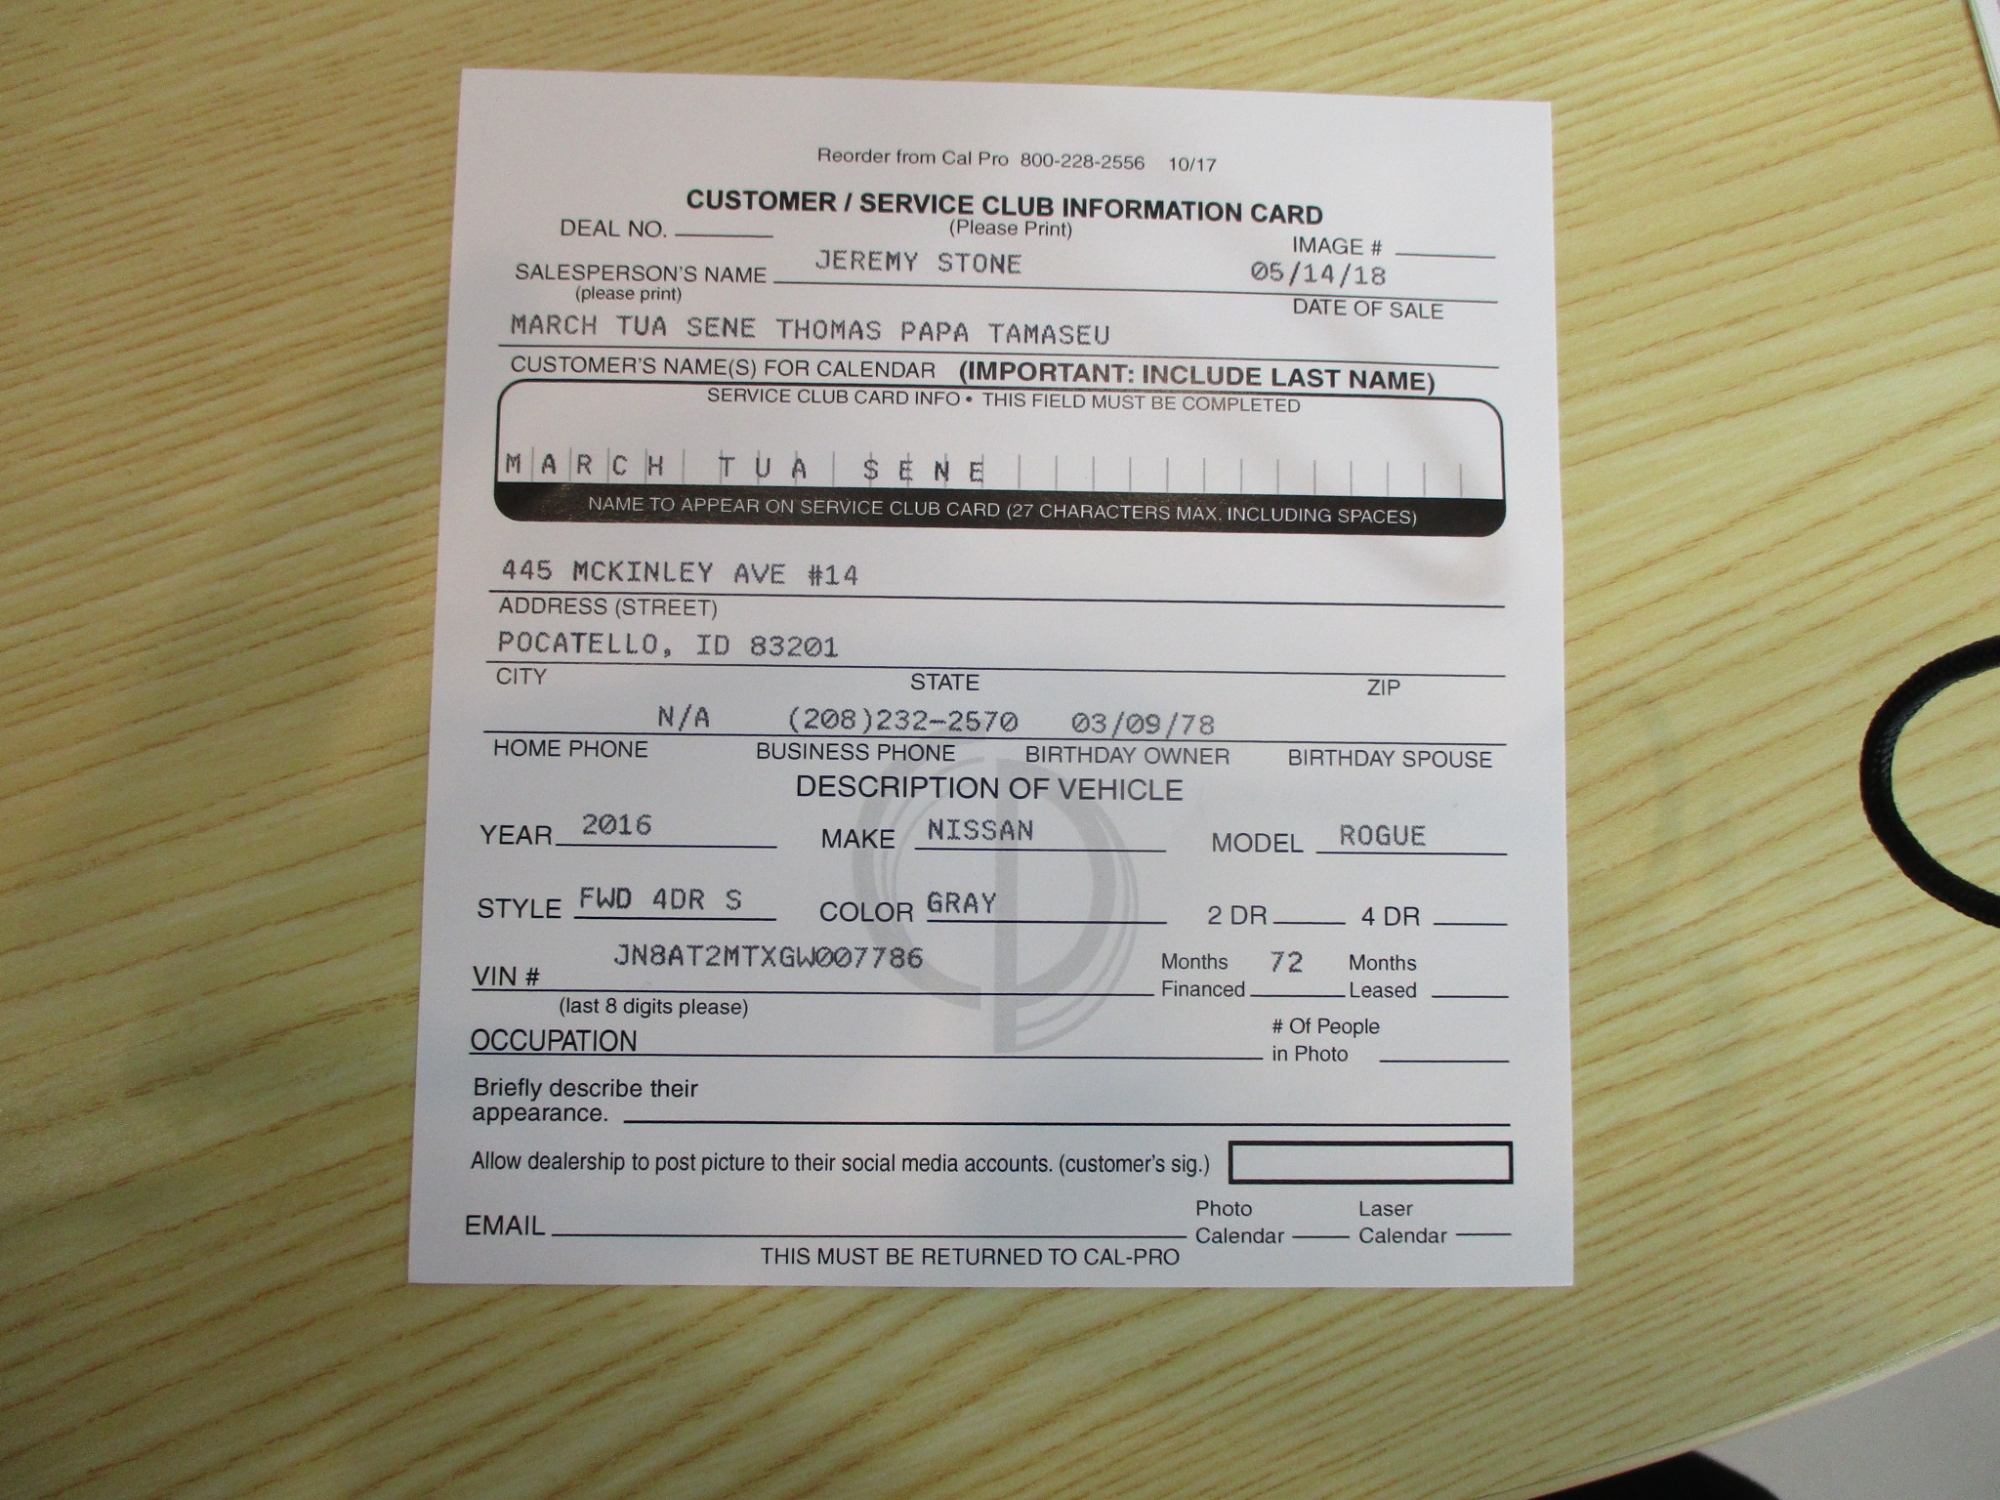 Reorder from Cal Pro 800-228-2556 10/17
CUSTOMER / SERVICE CLUB INFORMATION CARD
DEAL NO. (Please Print) IMAGE #
SALESPERSON'S NAME JEREMY STONE 05/14/18
(please print) DATE OF SALE
MARCH TUA SENE THOMAS PAPA TAMASEU
CUSTOMER'S NAME(S) FOR CALENDAR (IMPORTANT: INCLUDE LAST NAME)
SERVICE CLUB CARD INFO • THIS FIELD MUST BE COMPLETED
MARCH TUA SENE
NAME TO APPEAR ON SERVICE CLUB CARD (27 CHARACTERS MAX. INCLUDING SPACES)
445 MCKINLEY AVE #14
ADDRESS (STREET)
POCATELLO, ID 83201
CITY STATE ZIP
N/A (208)232-2570 03/09/78
HOME PHONE BUSINESS PHONE BIRTHDAY OWNER BIRTHDAY SPOUSE
DESCRIPTION OF VEHICLE
YEAR 2016 MAKE NISSAN MODEL ROGUE
STYLE FWD 4DR S COLOR GRAY 2 DR 4 DR
VIN # JN8AT2MTXGW007786 Months Financed 72 Months Leased
(last 8 digits please)
OCCUPATION # Of People in Photo
Briefly describe their
appearance.
Allow dealership to post picture to their social media accounts. (customer's sig.)
EMAIL Photo Calendar Laser Calendar
THIS MUST BE RETURNED TO CAL-PRO